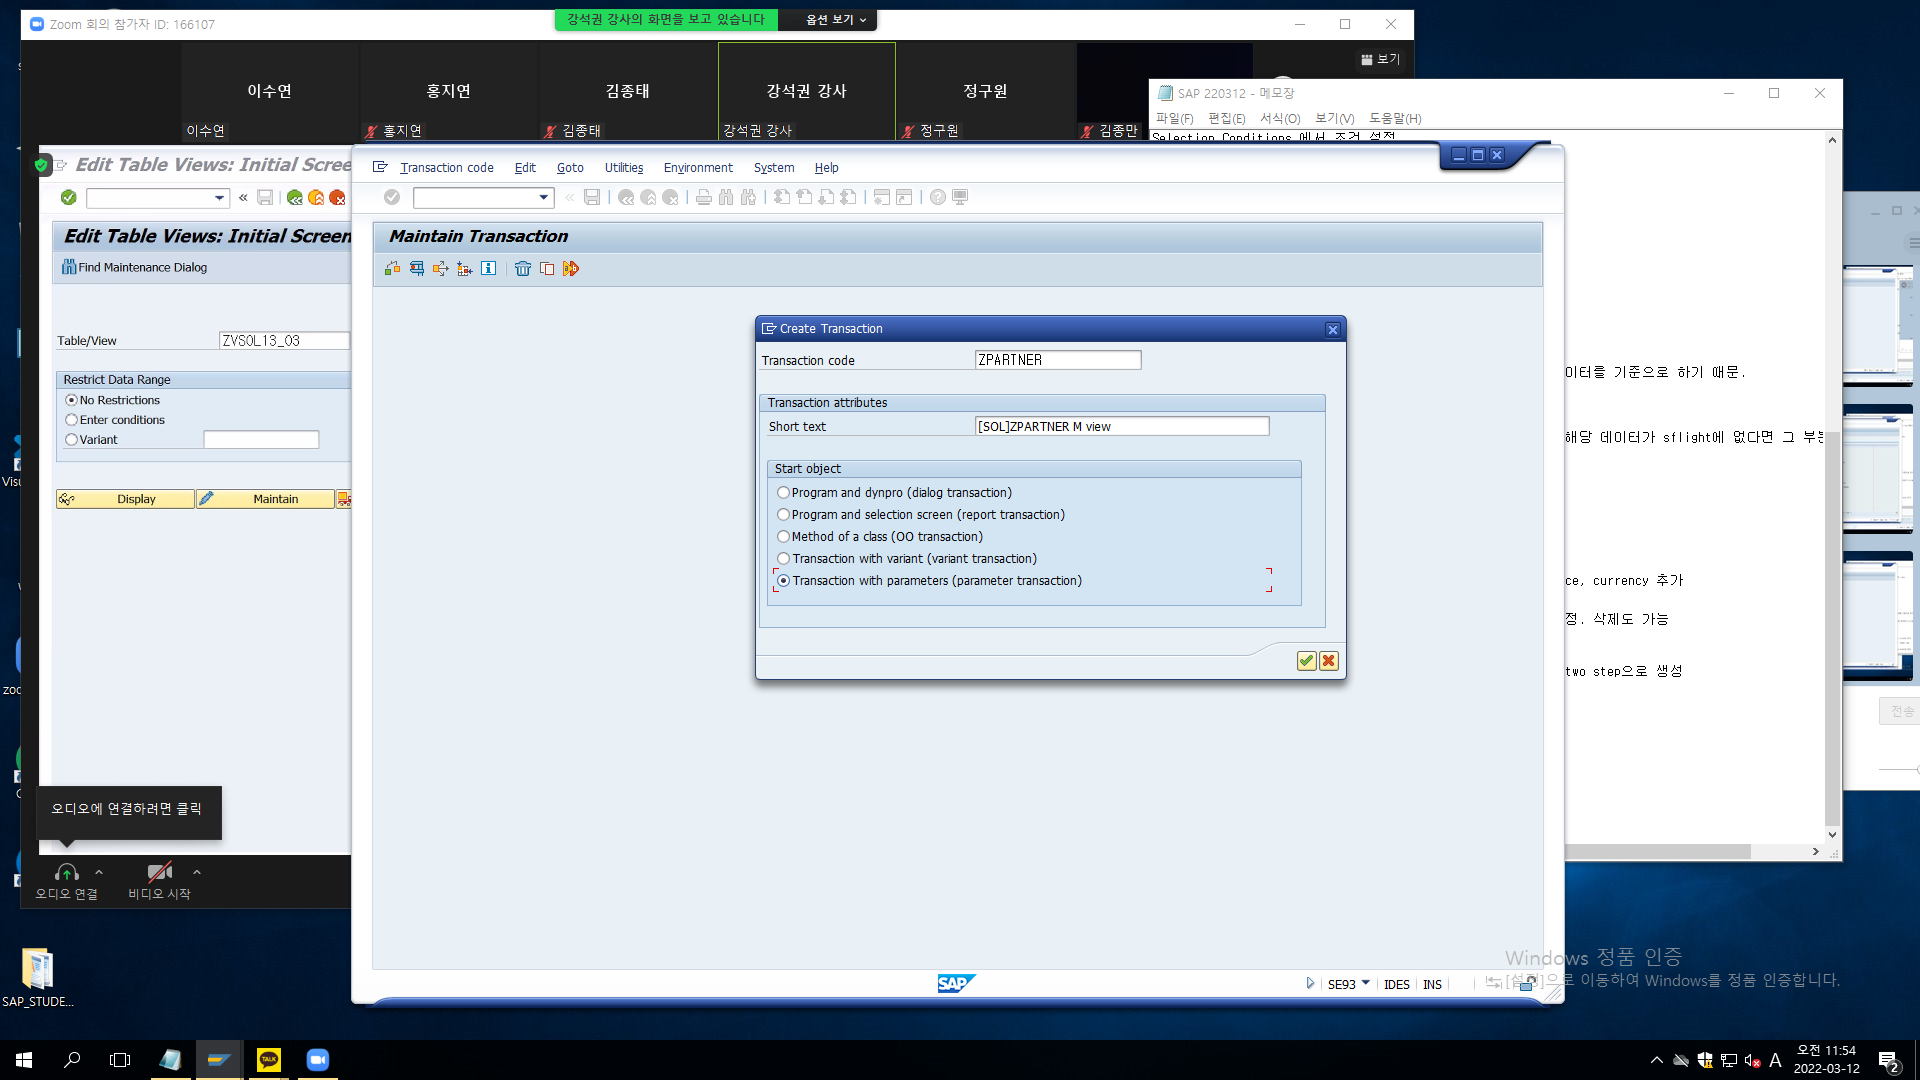 Zoom 회의 참가자 ID: 166107
강석권 강사의 화면을 보고 있습니다
옵션 보기
보기
이수연
홍지연
김종태
강석권 강사
정구원
이수연
홍지연
김종태
강석권 강사
정구원
김종만
SAP 220312 - 메모장
파일(F)
편집(E)
서식(O)
보기(V)
도움말(H)
Selection Conditions 에서 조건 설정
이터를 기준으로 하기 때문.
해당 데이터가 sflight에 없다면 그 부분
ce, currency 추가
정. 삭제도 가능
two step으로 생성
전송
Edit Table Views: Initial Scree
Edit Table Views: Initial Screen
Find Maintenance Dialog
Table/View
ZVSOL13_03
Restrict Data Range
No Restrictions
Enter conditions
Variant
Display
Maintain
Transaction code
Edit
Goto
Utilities
Environment
System
Help
Maintain Transaction
Create Transaction
Transaction code
ZPARTNER
Transaction attributes
Short text
[SOL]ZPARTNER M view
Start object
Program and dynpro (dialog transaction)
Program and selection screen (report transaction)
Method of a class (OO transaction)
Transaction with variant (variant transaction)
Transaction with parameters (parameter transaction)
SAP
SE93
IDES
INS
오디오에 연결하려면 클릭
오디오 연결
비디오 시작
Visu
zoo
SAP_STUDE...
Windows 정품 인증
[설정]으로 이동하여 Windows를 정품 인증합니다.
TALK
A
오전 11:54
2022-03-12
2